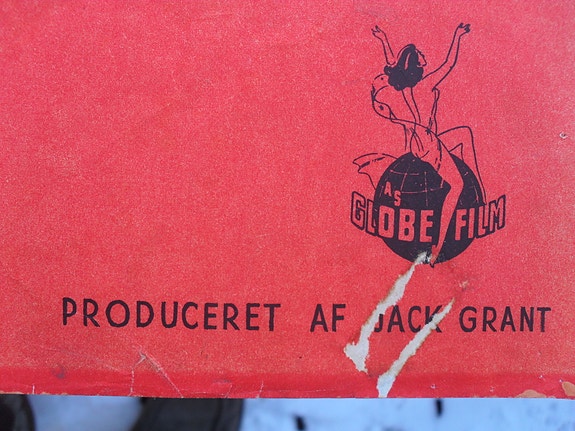 AS
GLOBE FILM
PRODUCERET AF JACK GRANT